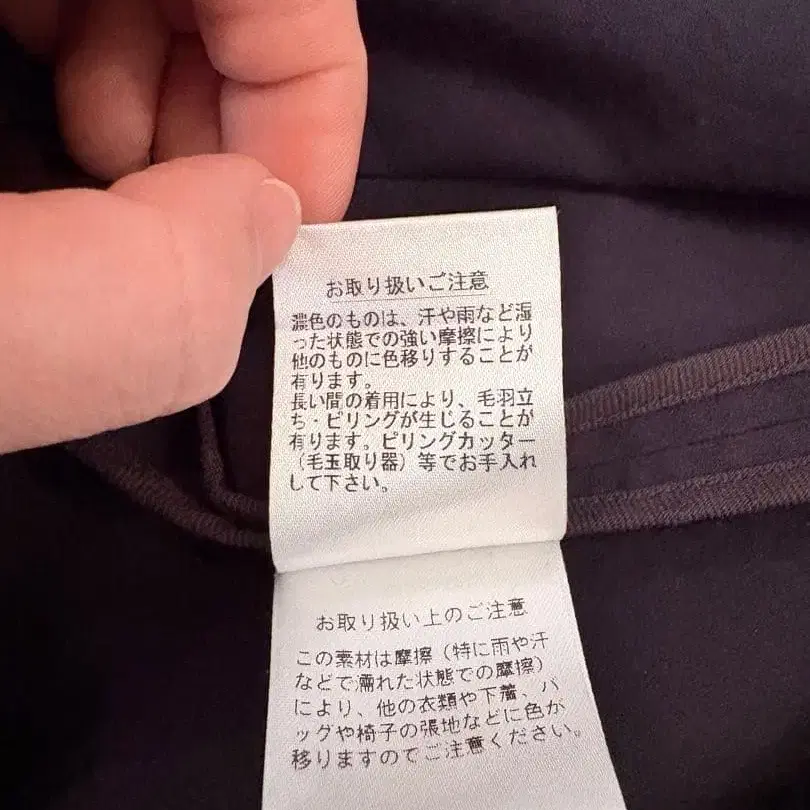 お取り扱いご注意
濃色のものは、汗や雨など湿
った状態での強い摩擦により
他のものに色移りすることが
有ります。
長い間の着用により、毛羽立
ち・ピリングが生じることが
有ります。ピリングカッター
（毛玉取り器）等でお手入れ
して下さい。
お取り扱い上のご注意
この素材は摩擦（特に雨や汗
などで濡れた状態での摩擦）
により、他の衣類や下着、バ
ッグや椅子の張地などに色が
移りますのでご注意ください。